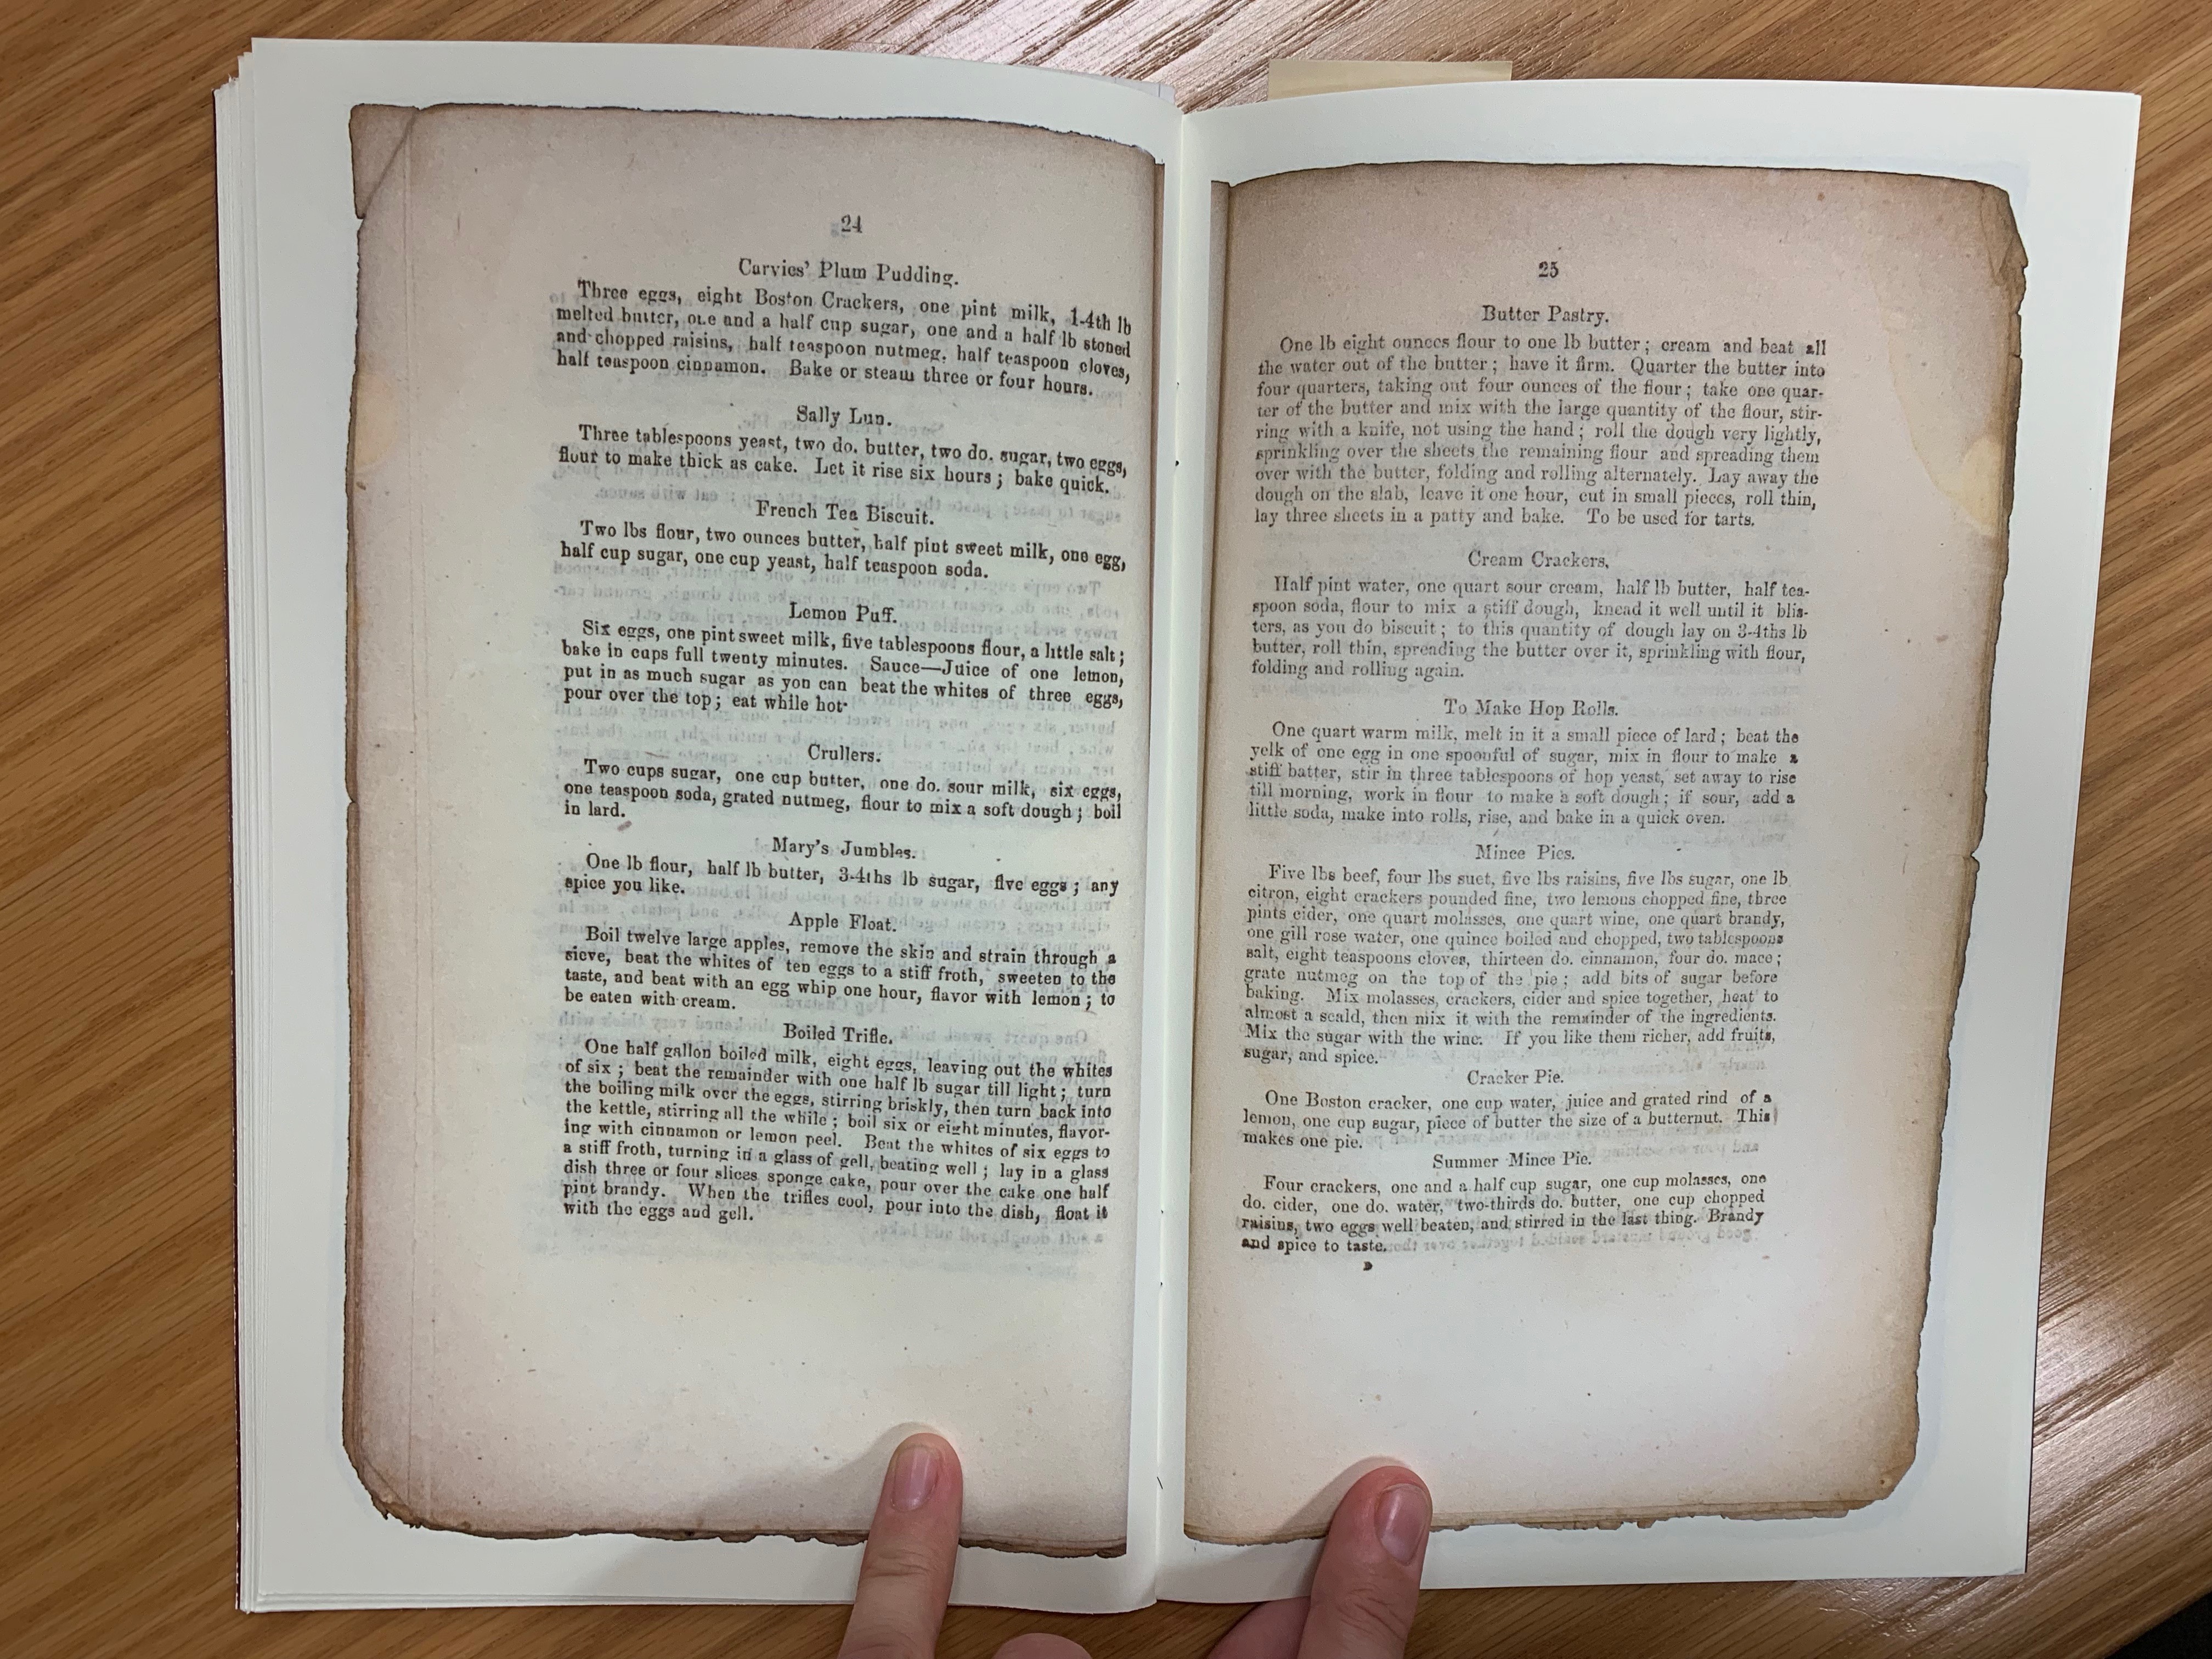 24
Carvies' Plum Pudding.
Three eggs, eight Boston Crackers, one pint milk, 1-4th lb
melted butter, one and a half cup sugar, one and a half lb stoned
and chopped raisins, half teaspoon nutmeg, half teaspoon cloves,
half teaspoon cinnamon. Bake or steam three or four hours.
Sally Lun.
Three tablespoons yeast, two do. butter, two do. sugar, two eggs,
flour to make thick as cake. Let it rise six hours; bake quick.
French Tea Biscuit.
Two lbs flour, two ounces butter, half pint sweet milk, one egg,
half cup sugar, one cup yeast, half teaspoon soda.
Lemon Puff.
Six eggs, one pint sweet milk, five tablespoons flour, a little salt;
bake in cups full twenty minutes. Sauce—Juice of one lemon,
put in as much sugar as yon can beat the whites of three eggs,
pour over the top; eat while hot·
Crullers.
Two cups sugar, one cup butter, one do. sour milk, six eggs,
one teaspoon soda, grated nutmeg, flour to mix a soft dough; boil
in lard.
Mary's Jumbles.
One lb flour, half lb butter, 3-4ths lb sugar, five eggs; any
spice you like.
Apple Float.
Boil twelve large apples, remove the skin and strain through a
sieve, beat the whites of ten eggs to a stiff froth, sweeten to the
taste, and beat with an egg whip one hour, flavor with lemon; to
be eaten with cream.
Boiled Trifle.
One half gallon boiled milk, eight eggs, leaving out the whites
of six; beat the remainder with one half lb sugar till light; turn
the boiling milk over the eggs, stirring briskly, then turn back into
the kettle, stirring all the while; boil six or eight minutes, flavor-
ing with cinnamon or lemon peel. Beat the whites of six eggs to
a stiff froth, turning in a glass of gell, beating well; lay in a glass
dish three or four slices sponge cake, pour over the cake one half
pint brandy. When the trifles cool, pour into the dish, float it
with the eggs and gell.
25
Butter Pastry.
One lb eight ounces flour to one lb butter; cream and beat all
the water out of the butter; have it firm. Quarter the butter into
four quarters, taking out four ounces of the flour; take one quar-
ter of the butter and mix with the large quantity of the flour, stir-
ring with a knife, not using the hand; roll the dough very lightly,
sprinkling over the sheets the remaining flour and spreading them
over with the butter, folding and rolling alternately. Lay away the
dough on the slab, leave it one hour, cut in small pieces, roll thin,
lay three sheets in a patty and bake. To be used for tarts.
Cream Crackers,
Half pint water, one quart sour cream, half lb butter, half tea-
spoon soda, flour to mix a stiff dough, knead it well until it blis-
ters, as you do biscuit; to this quantity of dough lay on 3-4ths lb
butter, roll thin, spreading the butter over it, sprinkling with flour,
folding and rolling again.
To Make Hop Rolls.
One quart warm milk, melt in it a small piece of lard; beat the
yelk of one egg in one spoonful of sugar, mix in flour to make a
stiff batter, stir in three tablespoons of hop yeast, set away to rise
till morning, work in flour to make a soft dough; if sour, add a
little soda, make into rolls, rise, and bake in a quick oven.
Mince Pies.
Five lbs beef, four lbs suet, five lbs raisins, five lbs sugar, one lb
citron, eight crackers pounded fine, two lemons chopped fine, three
pints cider, one quart molasses, one quart wine, one quart brandy,
one gill rose water, one quince boiled and chopped, two tablespoons
salt, eight teaspoons cloves, thirteen do. cinnamon, four do. mace;
grate nutmeg on the top of the pie; add bits of sugar before
baking. Mix molasses, crackers, cider and spice together, heat to
almost a scald, then mix it with the remainder of the ingredients.
Mix the sugar with the wine. If you like them richer, add fruits,
sugar, and spice.
Cracker Pie.
One Boston cracker, one cup water, juice and grated rind of a
lemon, one cup sugar, piece of butter the size of a butternut. This
makes one pie.
Summer Mince Pie.
Four crackers, one and a half cup sugar, one cup molasses, one
do. cider, one do. water, two-thirds do. butter, one cup chopped
raisins, two eggs well beaten, and stirred in the last thing. Brandy
and spice to taste.